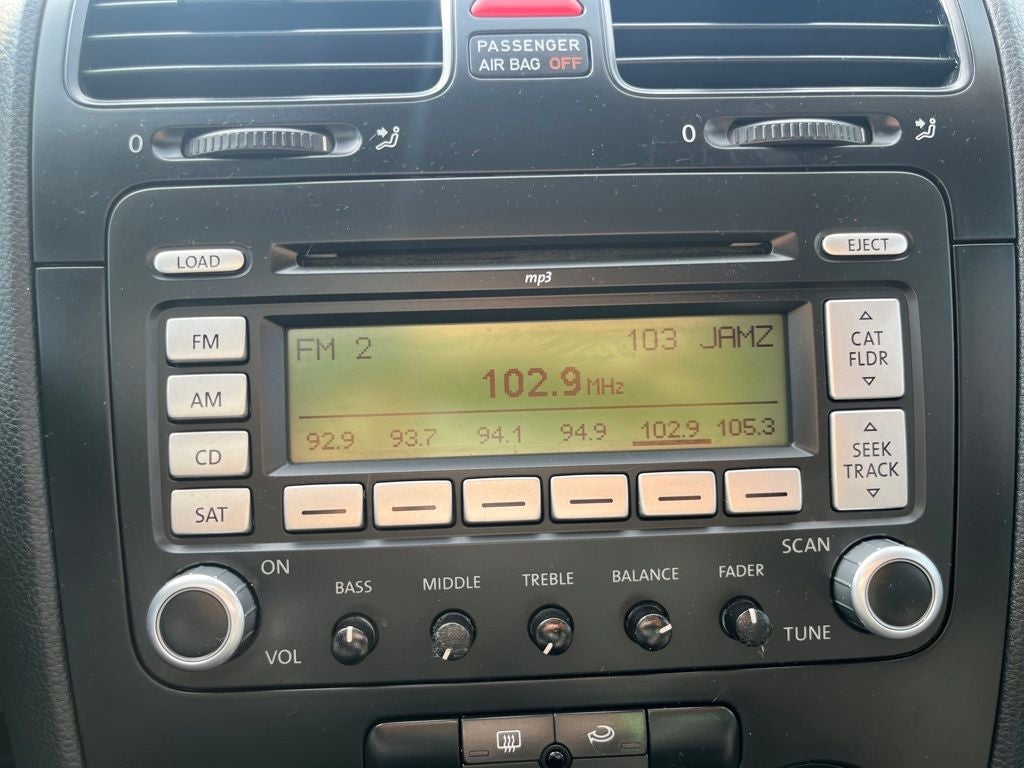 PASSENGER
AIR BAG OFF
0
0
LOAD
EJECT
mp3
FM
AM
CD
SAT
FM 2
103 JAMZ
102.9 MHz
92.9 93.7 94.1 94.9 102.9 105.3
CAT
FLDR
SEEK
TRACK
ON
VOL
BASS
MIDDLE
TREBLE
BALANCE
FADER
SCAN
TUNE